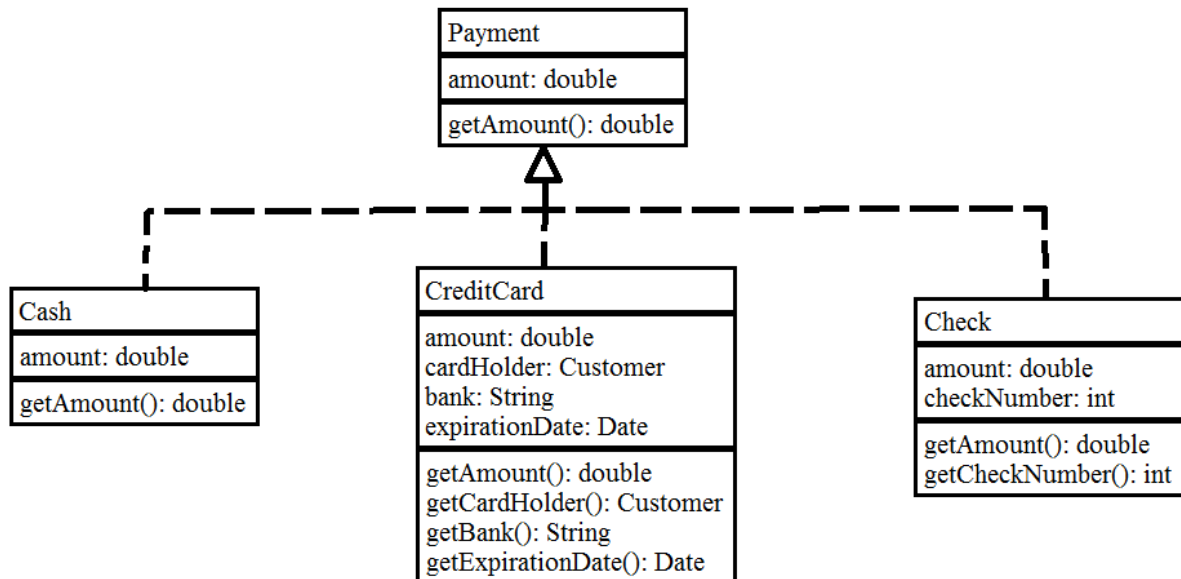 Payment
amount: double
getAmount(): double
Cash
amount: double
getAmount(): double
CreditCard
amount: double
cardHolder: Customer
bank: String
expirationDate: Date
getAmount(): double
getCardHolder(): Customer
getBank(): String
getExpirationDate(): Date
Check
amount: double
checkNumber: int
getAmount(): double
getCheckNumber(): int